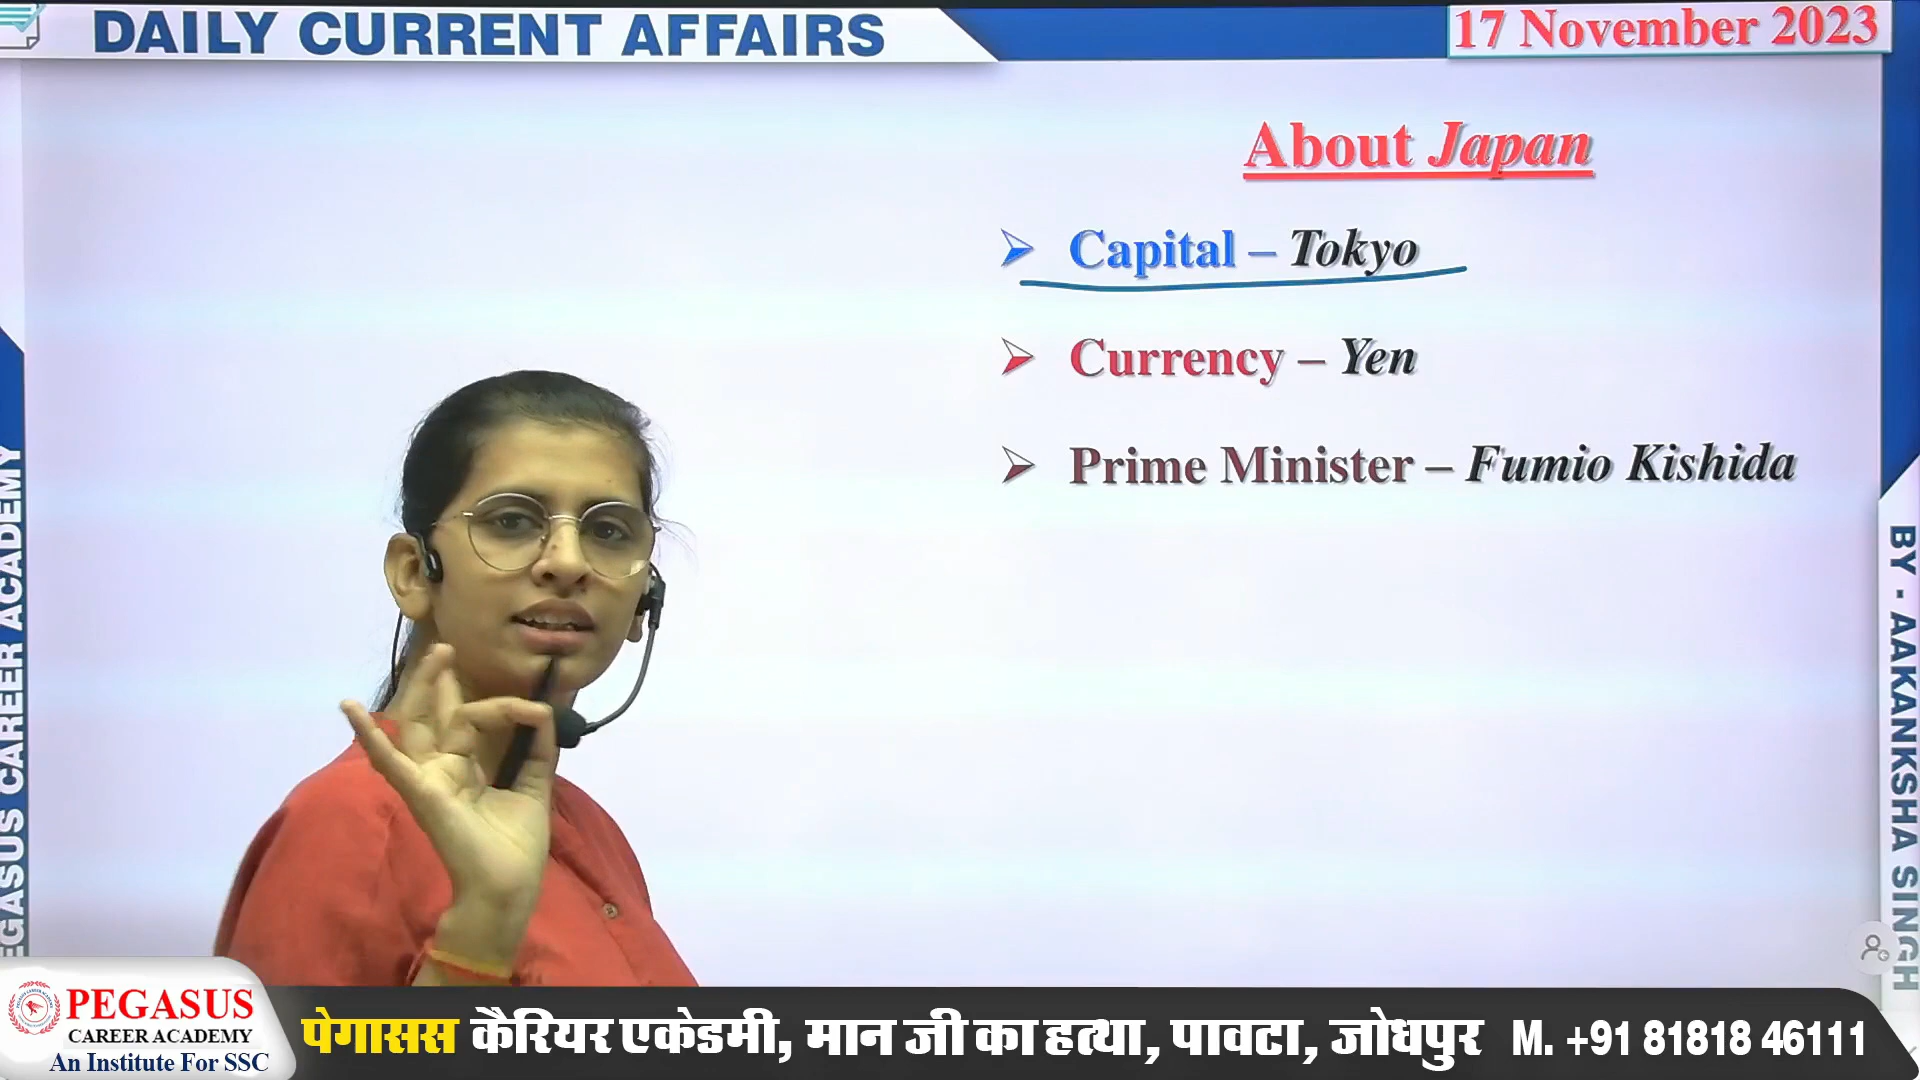 DAILY CURRENT AFFAIRS
17 November 2023
About Japan
Capital – Tokyo
Currency – Yen
Prime Minister – Fumio Kishida
EGASUS CAREER ACADEMY
BY - AAKANKSHA SINGH
PEGASUS
CAREER ACADEMY
An Institute For SSC
पेगासस कैरियर एकेडमी, मान जी का हत्था, पावटा, जोधपुर M. +91 81818 46111